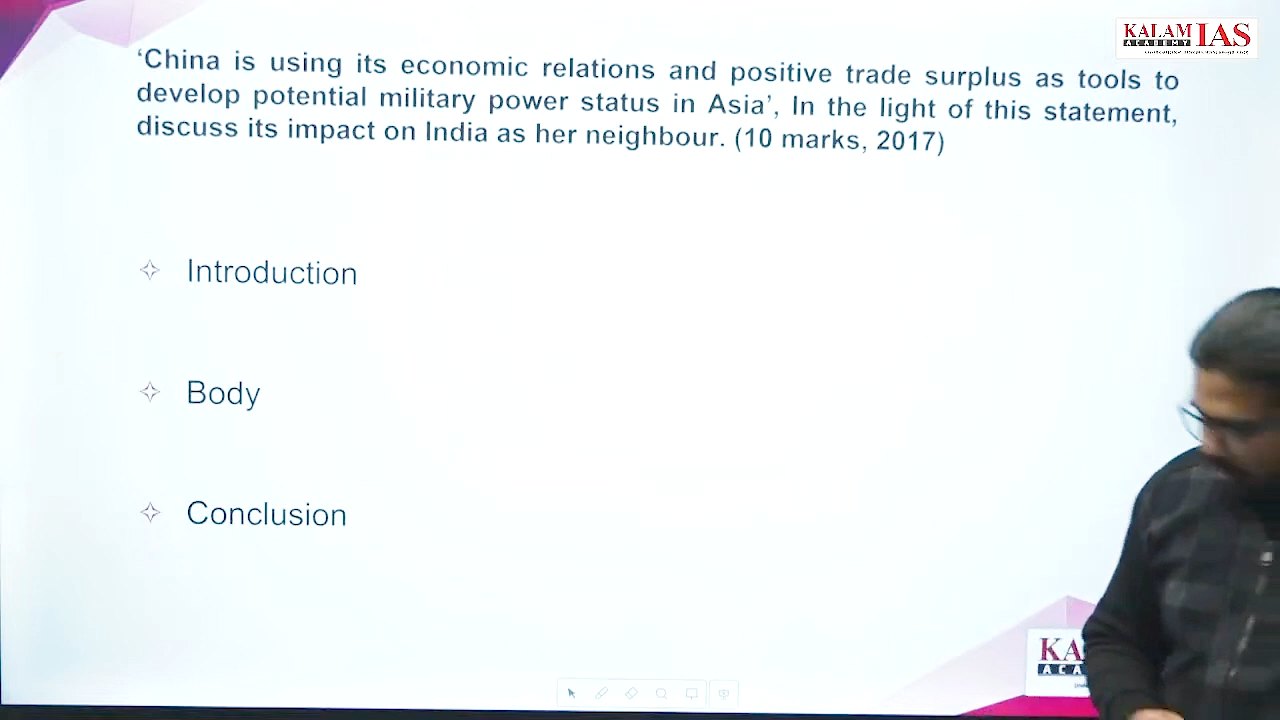 KALAM IAS
ACADEMY
‘China is using its economic relations and positive trade surplus as tools to
develop potential military power status in Asia’, In the light of this statement,
discuss its impact on India as her neighbour. (10 marks, 2017)
✧ Introduction
✧ Body
✧ Conclusion
KA
ACA